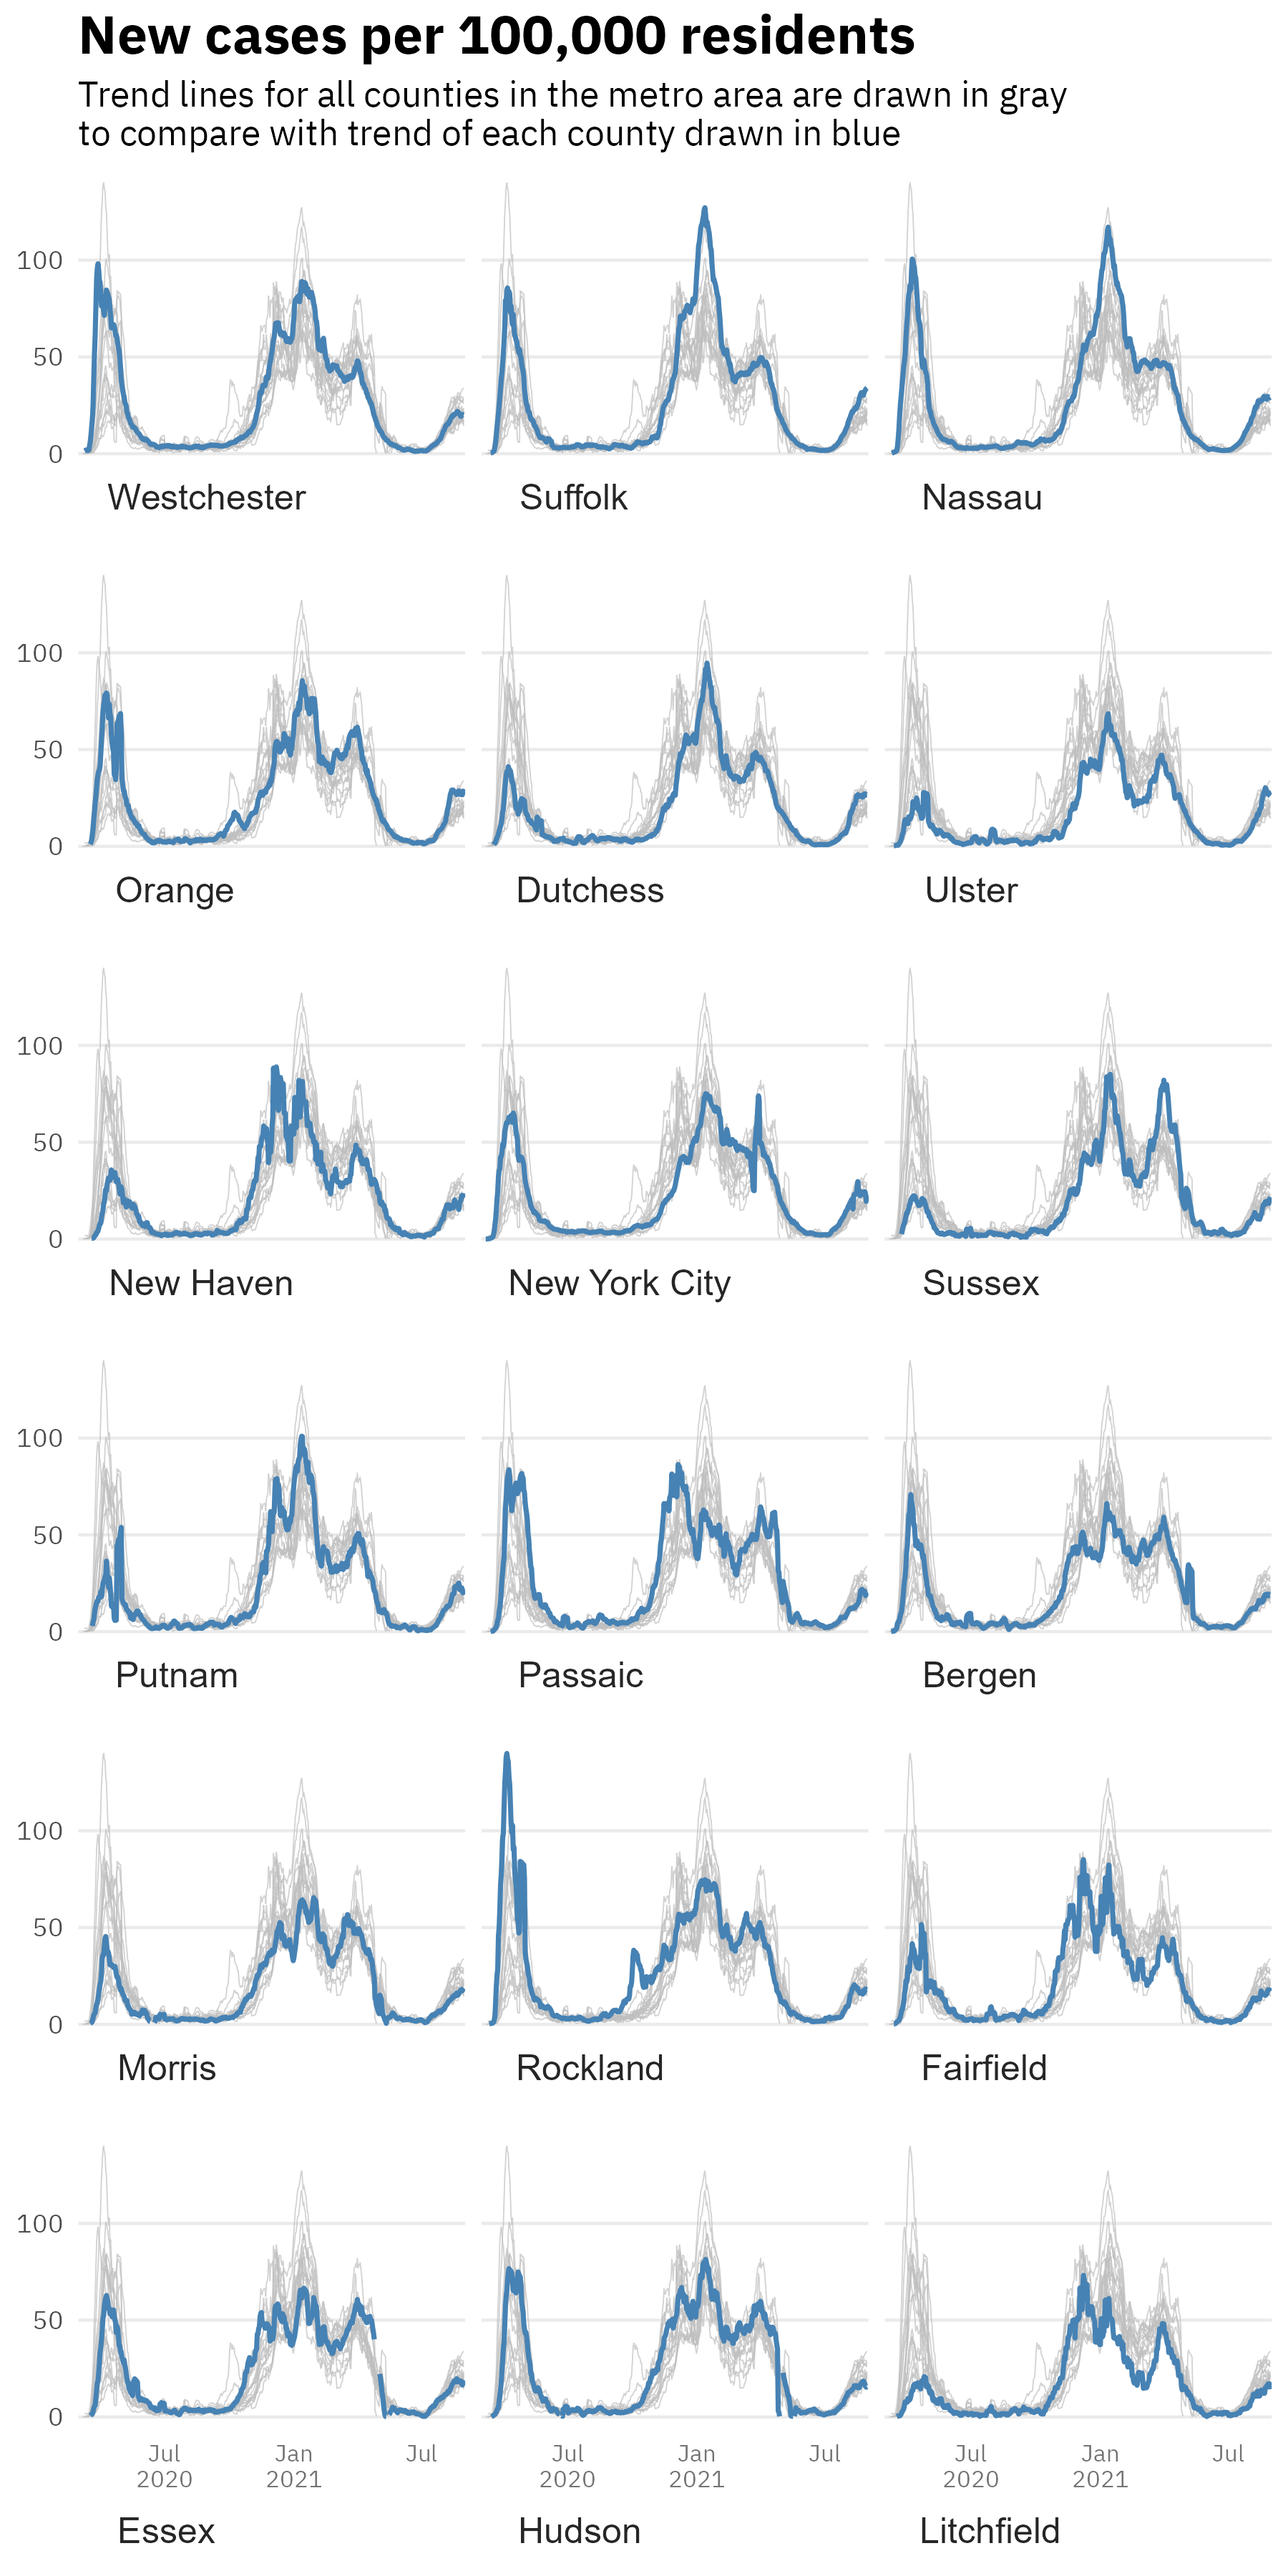 New cases per 100,000 residents
Trend lines for all counties in the metro area are drawn in gray
to compare with trend of each county drawn in blue
100
50
0
Westchester Suffolk Nassau
100
50
0
Orange Dutchess Ulster
100
50
0
New Haven New York City Sussex
100
50
0
Putnam Passaic Bergen
100
50
0
Morris Rockland Fairfield
100
50
0
Jul Jan Jul Jul Jan Jul Jul Jan Jul
2020 2021 2020 2021 2020 2021
Essex Hudson Litchfield